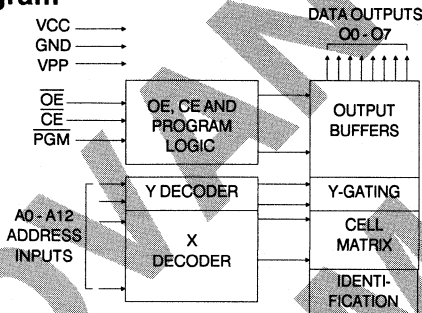 gram
DATA OUTPUTS
O0 - O7
VCC
GND
VPP
OE
CE
PGM
OE, CE AND
PROGRAM
LOGIC
OUTPUT
BUFFERS
A0 - A12
ADDRESS
INPUTS
Y DECODER
X
DECODER
Y-GATING
CELL
MATRIX
IDENTI-
FICATION